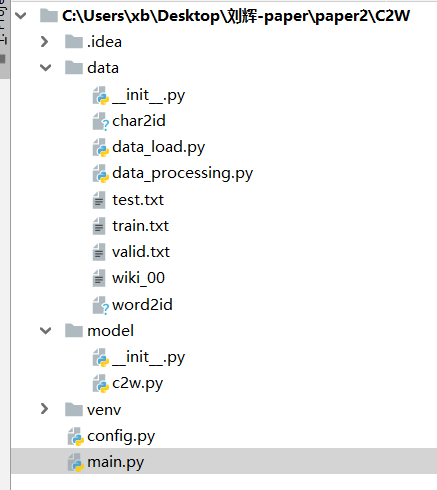 C:\Users\xb\Desktop\刘辉-paper\paper2\C2W
.idea
data
__init__.py
char2id
data_load.py
data_processing.py
test.txt
train.txt
valid.txt
wiki_00
word2id
model
__init__.py
c2w.py
venv
config.py
main.py